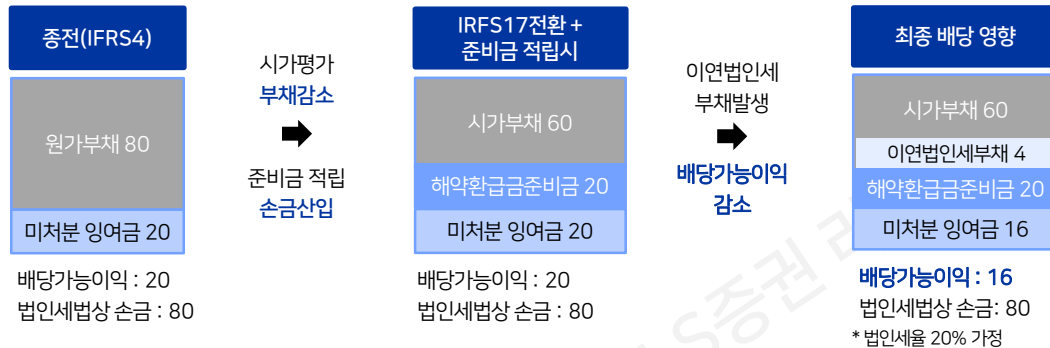 종전(IFRS4)
원가부채 80
미처분 잉여금 20
배당가능이익 : 20
법인세법상 손금 : 80
시가평가
부채감소
준비금 적립
손금산입
IRFS17전환 +
준비금 적립시
시가부채 60
해약환급금준비금 20
미처분 잉여금 20
배당가능이익 : 20
법인세법상 손금 : 80
이연법인세
부채발생
배당가능이익
감소
최종 배당 영향
시가부채 60
이연법인세부채 4
해약환급금준비금 20
미처분 잉여금 16
배당가능이익 : 16
법인세법상 손금: 80
* 법인세율 20% 가정
S증권 리